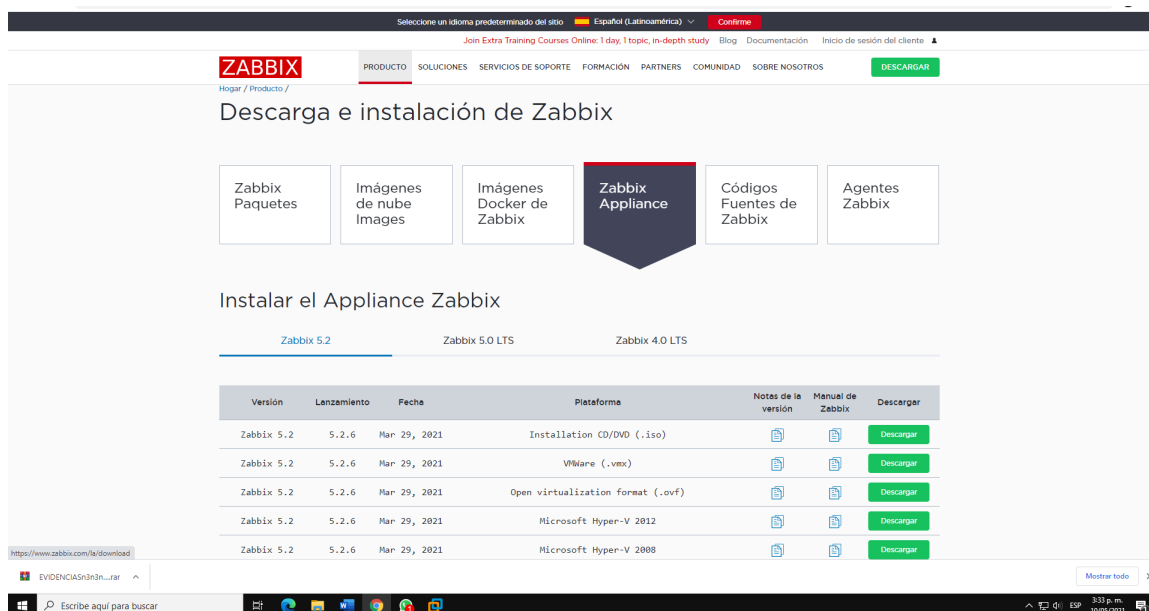 Seleccione un idioma predeterminado del sitio Español (Latinoamérica) Confirme
Join Extra Training Courses Online: 1 day, 1 topic, in-depth study Blog Documentación Inicio de sesión del cliente
ZABBIX PRODUCTO SOLUCIONES SERVICIOS DE SOPORTE FORMACIÓN PARTNERS COMUNIDAD SOBRE NOSOTROS DESCARGAR
Hogar / Producto /
Descarga e instalación de Zabbix
Zabbix
Paquetes
Imágenes
de nube
Images
Imágenes
Docker de
Zabbix
Zabbix
Appliance
Códigos
Fuentes de
Zabbix
Agentes
Zabbix
Instalar el Appliance Zabbix
Zabbix 5.2 Zabbix 5.0 LTS Zabbix 4.0 LTS
Versión Lanzamiento Fecha Plataforma Notas de la versión Manual de Zabbix Descargar
Zabbix 5.2 5.2.6 Mar 29, 2021 Installation CD/DVD (.iso) Descargar
Zabbix 5.2 5.2.6 Mar 29, 2021 VMWare (.vmx) Descargar
Zabbix 5.2 5.2.6 Mar 29, 2021 Open virtualization format (.ovf) Descargar
Zabbix 5.2 5.2.6 Mar 29, 2021 Microsoft Hyper-V 2012 Descargar
Zabbix 5.2 5.2.6 Mar 29, 2021 Microsoft Hyper-V 2008 Descargar
https://www.zabbix.com/la/download
EVIDENCIASn3n3n....rar Mostrar todo
Escribe aquí para buscar ESP 3:33 p. m.
10/05/2021